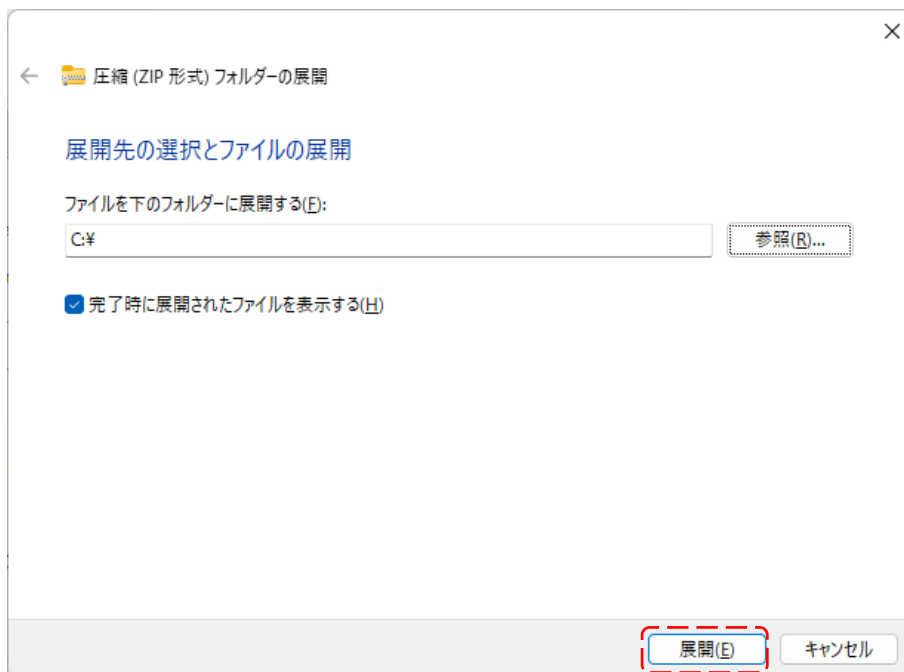 圧縮 (ZIP 形式) フォルダーの展開
展開先の選択とファイルの展開
ファイルを下のフォルダーに展開する(F):
C:¥
参照(R)...
完了時に展開されたファイルを表示する(H)
展開(E)
キャンセル